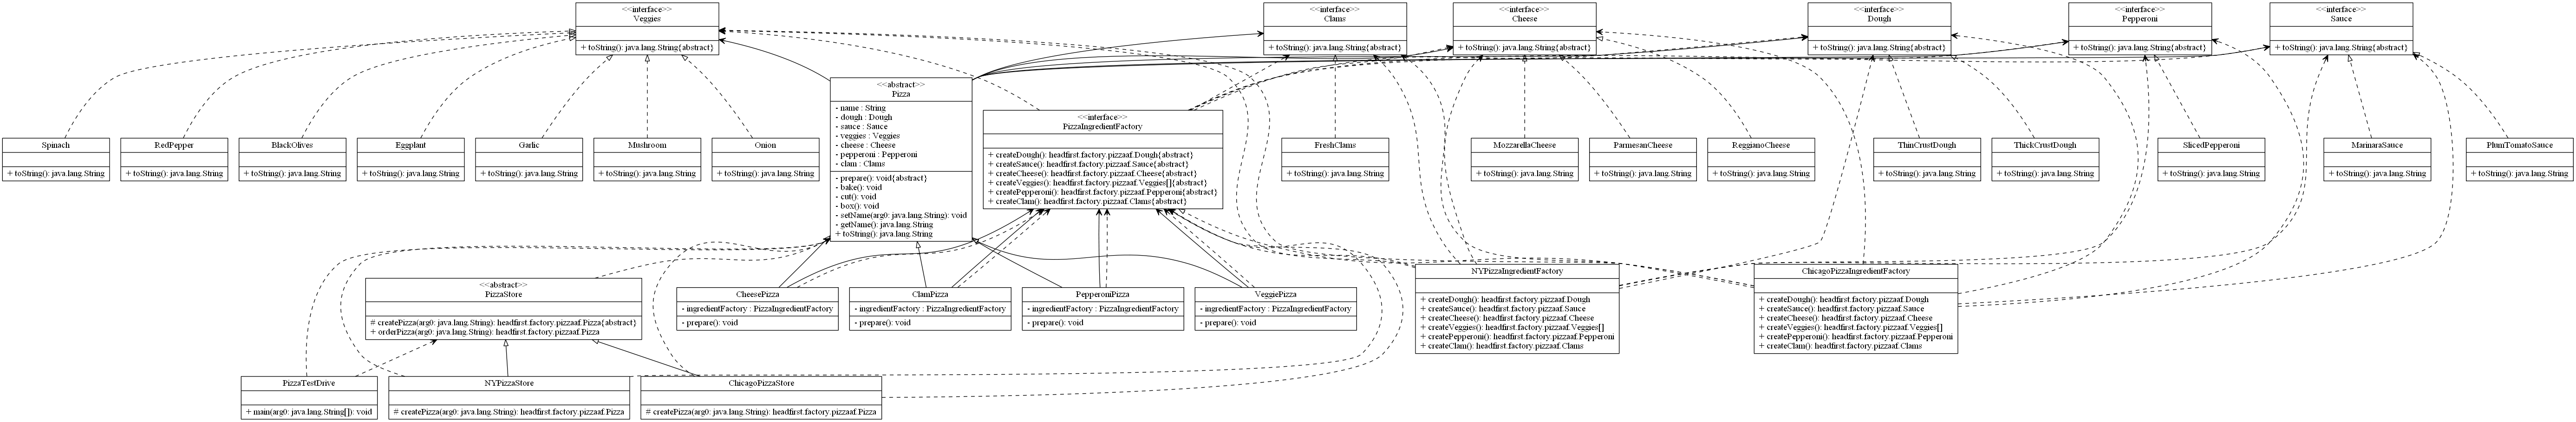 <<interface>>
Veggies
+ toString(): java.lang.String{abstract}
<<interface>>
Clams
+ toString(): java.lang.String{abstract}
<<interface>>
Cheese
+ toString(): java.lang.String{abstract}
<<interface>>
Dough
+ toString(): java.lang.String{abstract}
<<interface>>
Pepperoni
+ toString(): java.lang.String{abstract}
<<interface>>
Sauce
+ toString(): java.lang.String{abstract}
<<abstract>>
Pizza
- name : String
- dough : Dough
- sauce : Sauce
- veggies : Veggies
- cheese : Cheese
- pepperoni : Pepperoni
- clam : Clams
- prepare(): void{abstract}
- bake(): void
- cut(): void
- box(): void
- setName(arg0: java.lang.String): void
- getName(): java.lang.String
+ toString(): java.lang.String
<<interface>>
PizzaIngredientFactory
+ createDough(): headfirst.factory.pizzaaf.Dough{abstract}
+ createSauce(): headfirst.factory.pizzaaf.Sauce{abstract}
+ createCheese(): headfirst.factory.pizzaaf.Cheese{abstract}
+ createVeggies(): headfirst.factory.pizzaaf.Veggies[]{abstract}
+ createPepperoni(): headfirst.factory.pizzaaf.Pepperoni{abstract}
+ createClam(): headfirst.factory.pizzaaf.Clams{abstract}
Spinach
+ toString(): java.lang.String
RedPepper
+ toString(): java.lang.String
BlackOlives
+ toString(): java.lang.String
Eggplant
+ toString(): java.lang.String
Garlic
+ toString(): java.lang.String
Mushroom
+ toString(): java.lang.String
Onion
+ toString(): java.lang.String
FreshClams
+ toString(): java.lang.String
MozzarellaCheese
+ toString(): java.lang.String
ParmesanCheese
+ toString(): java.lang.String
ReggianoCheese
+ toString(): java.lang.String
ThinCrustDough
+ toString(): java.lang.String
ThickCrustDough
+ toString(): java.lang.String
SlicedPepperoni
+ toString(): java.lang.String
MarinaraSauce
+ toString(): java.lang.String
PlumTomatoSauce
+ toString(): java.lang.String
<<abstract>>
PizzaStore
# createPizza(arg0: java.lang.String): headfirst.factory.pizzaaf.Pizza{abstract}
+ orderPizza(arg0: java.lang.String): headfirst.factory.pizzaaf.Pizza
CheesePizza
- ingredientFactory : PizzaIngredientFactory
- prepare(): void
ClamPizza
- ingredientFactory : PizzaIngredientFactory
- prepare(): void
PepperoniPizza
- ingredientFactory : PizzaIngredientFactory
- prepare(): void
VeggiePizza
- ingredientFactory : PizzaIngredientFactory
- prepare(): void
NYPizzaIngredientFactory
+ createDough(): headfirst.factory.pizzaaf.Dough
+ createSauce(): headfirst.factory.pizzaaf.Sauce
+ createCheese(): headfirst.factory.pizzaaf.Cheese
+ createVeggies(): headfirst.factory.pizzaaf.Veggies[]
+ createPepperoni(): headfirst.factory.pizzaaf.Pepperoni
+ createClam(): headfirst.factory.pizzaaf.Clams
ChicagoPizzaIngredientFactory
+ createDough(): headfirst.factory.pizzaaf.Dough
+ createSauce(): headfirst.factory.pizzaaf.Sauce
+ createCheese(): headfirst.factory.pizzaaf.Cheese
+ createVeggies(): headfirst.factory.pizzaaf.Veggies[]
+ createPepperoni(): headfirst.factory.pizzaaf.Pepperoni
+ createClam(): headfirst.factory.pizzaaf.Clams
PizzaTestDrive
+ main(arg0: java.lang.String[]): void
NYPizzaStore
# createPizza(arg0: java.lang.String): headfirst.factory.pizzaaf.Pizza
ChicagoPizzaStore
# createPizza(arg0: java.lang.String): headfirst.factory.pizzaaf.Pizza